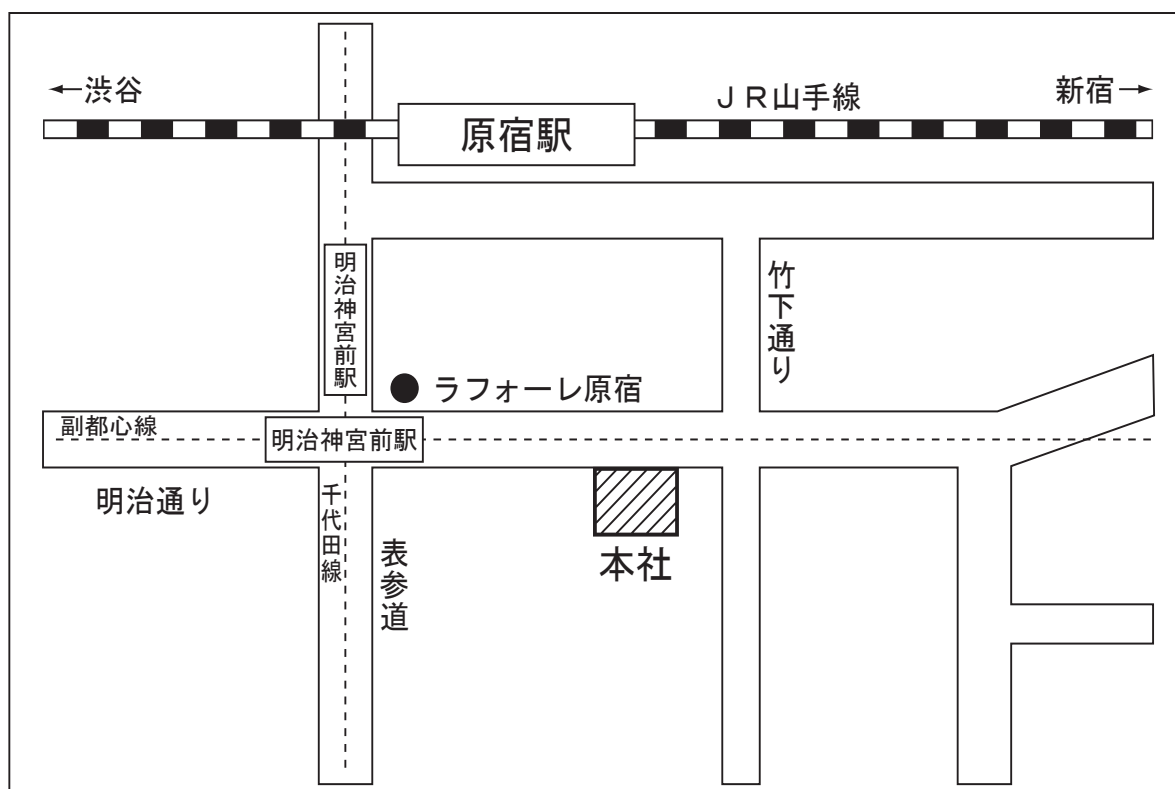 ←渋谷
ＪＲ山手線
新宿→
原宿駅
明治神宮前駅
竹下通り
ラフォーレ原宿
副都心線
明治神宮前駅
明治通り
千代田線
表参道
本社